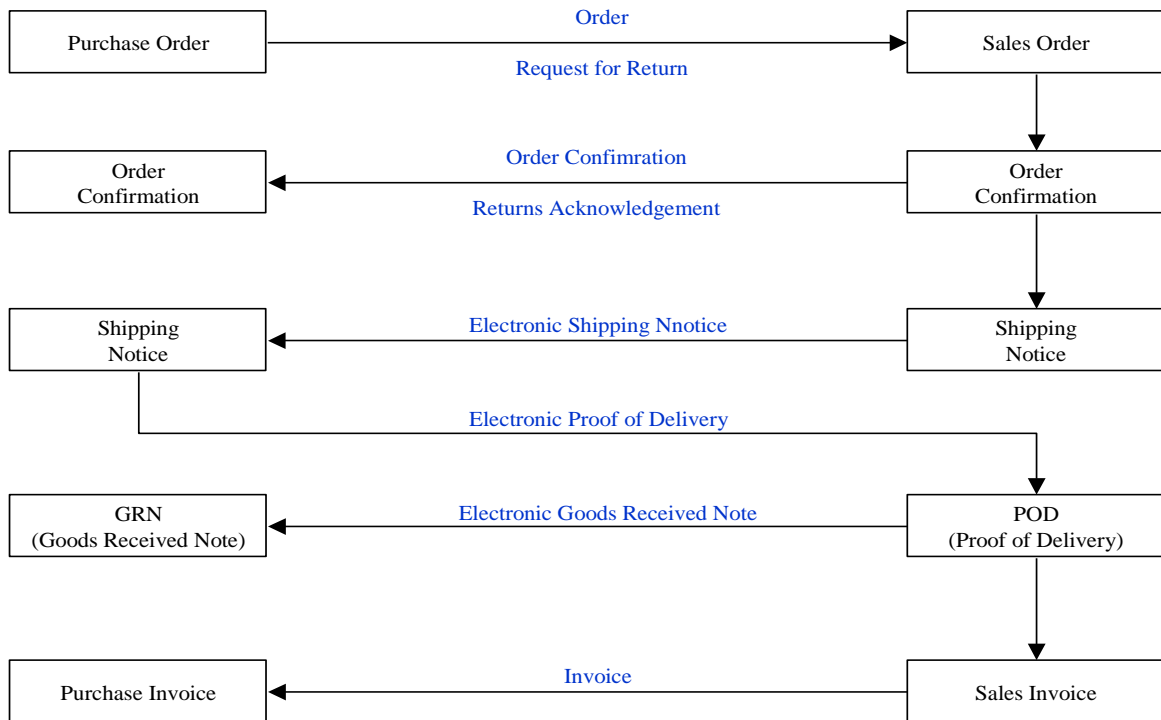 Order
Purchase Order
Sales Order
Request for Return
Order Confimration
Order
Confirmation
Order
Confirmation
Returns Acknowledgement
Electronic Shipping Nnotice
Shipping
Notice
Shipping
Notice
Electronic Proof of Delivery
GRN
(Goods Received Note)
Electronic Goods Received Note
POD
(Proof of Delivery)
Invoice
Purchase Invoice
Sales Invoice